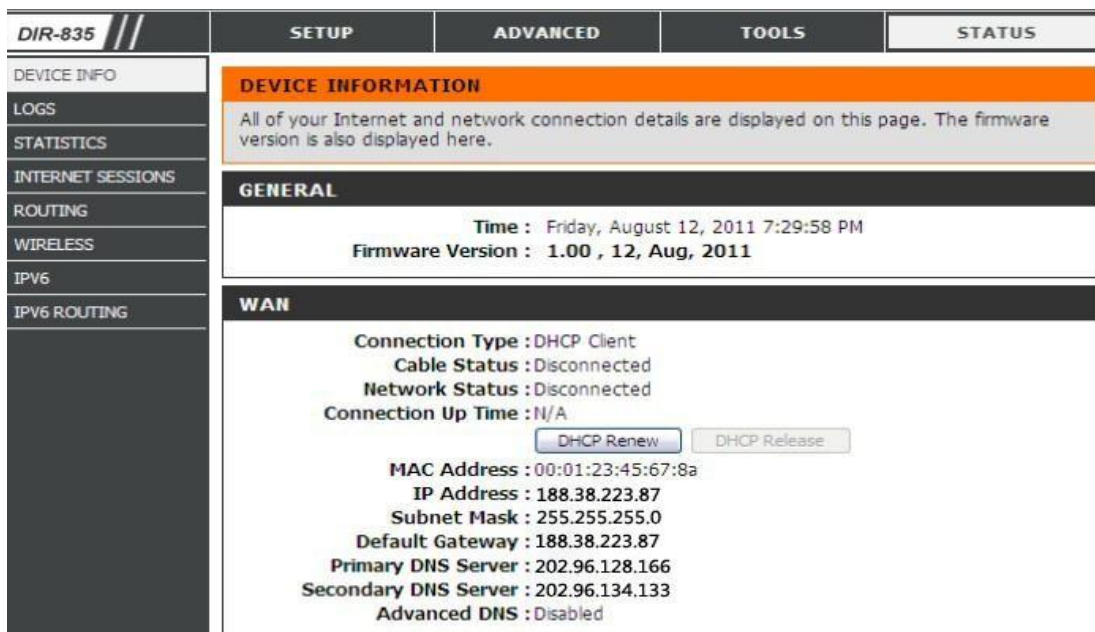 DIR-835
SETUP
ADVANCED
TOOLS
STATUS
DEVICE INFO
LOGS
STATISTICS
INTERNET SESSIONS
ROUTING
WIRELESS
IPV6
IPV6 ROUTING
DEVICE INFORMATION
All of your Internet and network connection details are displayed on this page. The firmware
version is also displayed here.
GENERAL
Time : Friday, August 12, 2011 7:29:58 PM
Firmware Version : 1.00 , 12, Aug, 2011
WAN
Connection Type : DHCP Client
Cable Status : Disconnected
Network Status : Disconnected
Connection Up Time : N/A
DHCP Renew DHCP Release
MAC Address : 00:01:23:45:67:8a
IP Address : 188.38.223.87
Subnet Mask : 255.255.255.0
Default Gateway : 188.38.223.87
Primary DNS Server : 202.96.128.166
Secondary DNS Server : 202.96.134.133
Advanced DNS : Disabled